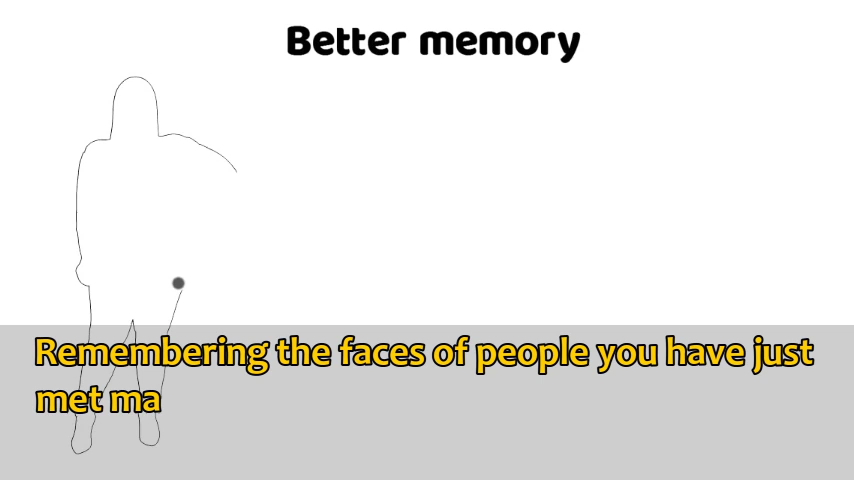 Better memory
Remembering the faces of people you have just
met ma